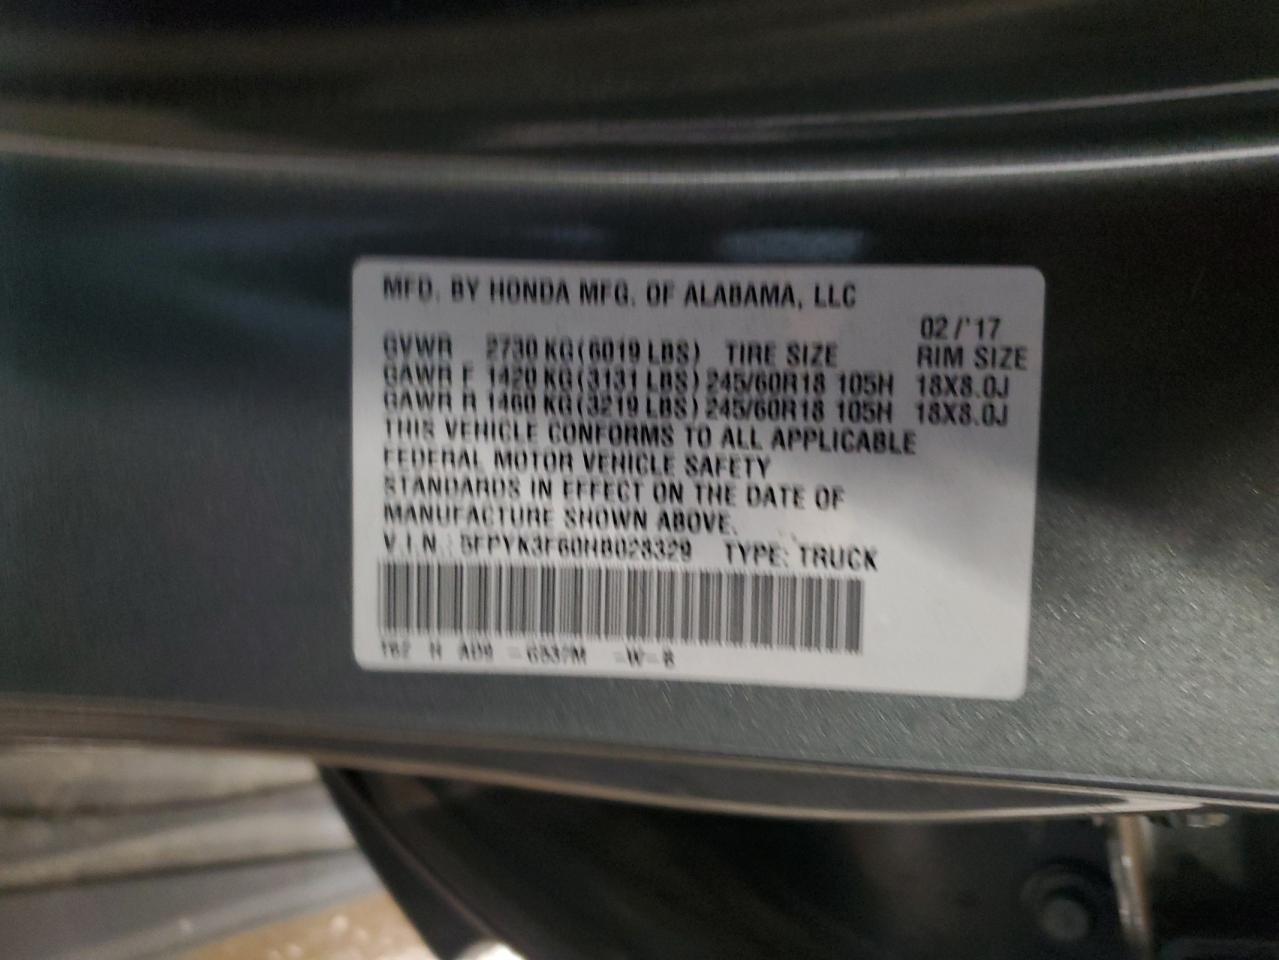 MFD. BY HONDA MFG. OF ALABAMA, LLC
02/'17
GVWR 2730 KG(6019 LBS) TIRE SIZE RIM SIZE
GAWR F 1420 KG(3131 LBS) 245/60R18 105H 18X8.0J
GAWR R 1460 KG(3219 LBS) 245/60R18 105H 18X8.0J
THIS VEHICLE CONFORMS TO ALL APPLICABLE
FEDERAL MOTOR VEHICLE SAFETY
STANDARDS IN EFFECT ON THE DATE OF
MANUFACTURE SHOWN ABOVE.
V.I.N.: TYPE: TRUCK